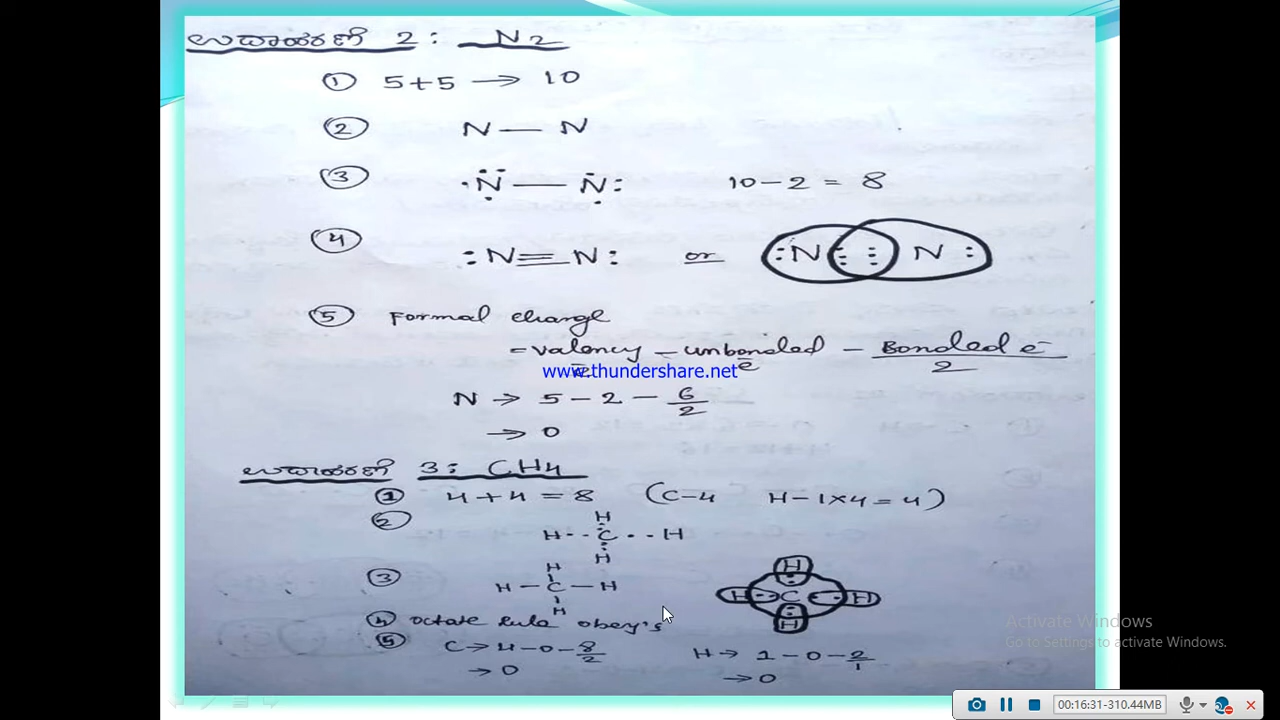 ಉದಾಹರಣೆ 2: N2
① 5+5 → 10
② N — N
③ ·N̈ — N: 10-2 = 8
④ :N≡N: or :N ⋮⋮ N :
⑤ Formal charge
= valency e̅ - unbonded e̅ - Bonded e⁻/2
www.thundershare.net
N → 5-2-6/2
→ 0
ಉದಾಹರಣೆ 3: CH4
① 4+4=8 (C-4 H-1×4=4)
②
H
H··C··H
H
③
H
H-C-H
H
H
H C H
H
④ octate rule obey's
⑤ C→4-0-8/2 H→ 1-0-2/1
→0 →0
Activate Windows
Go to Settings to activate Windows.
00:16:31-310.44MB